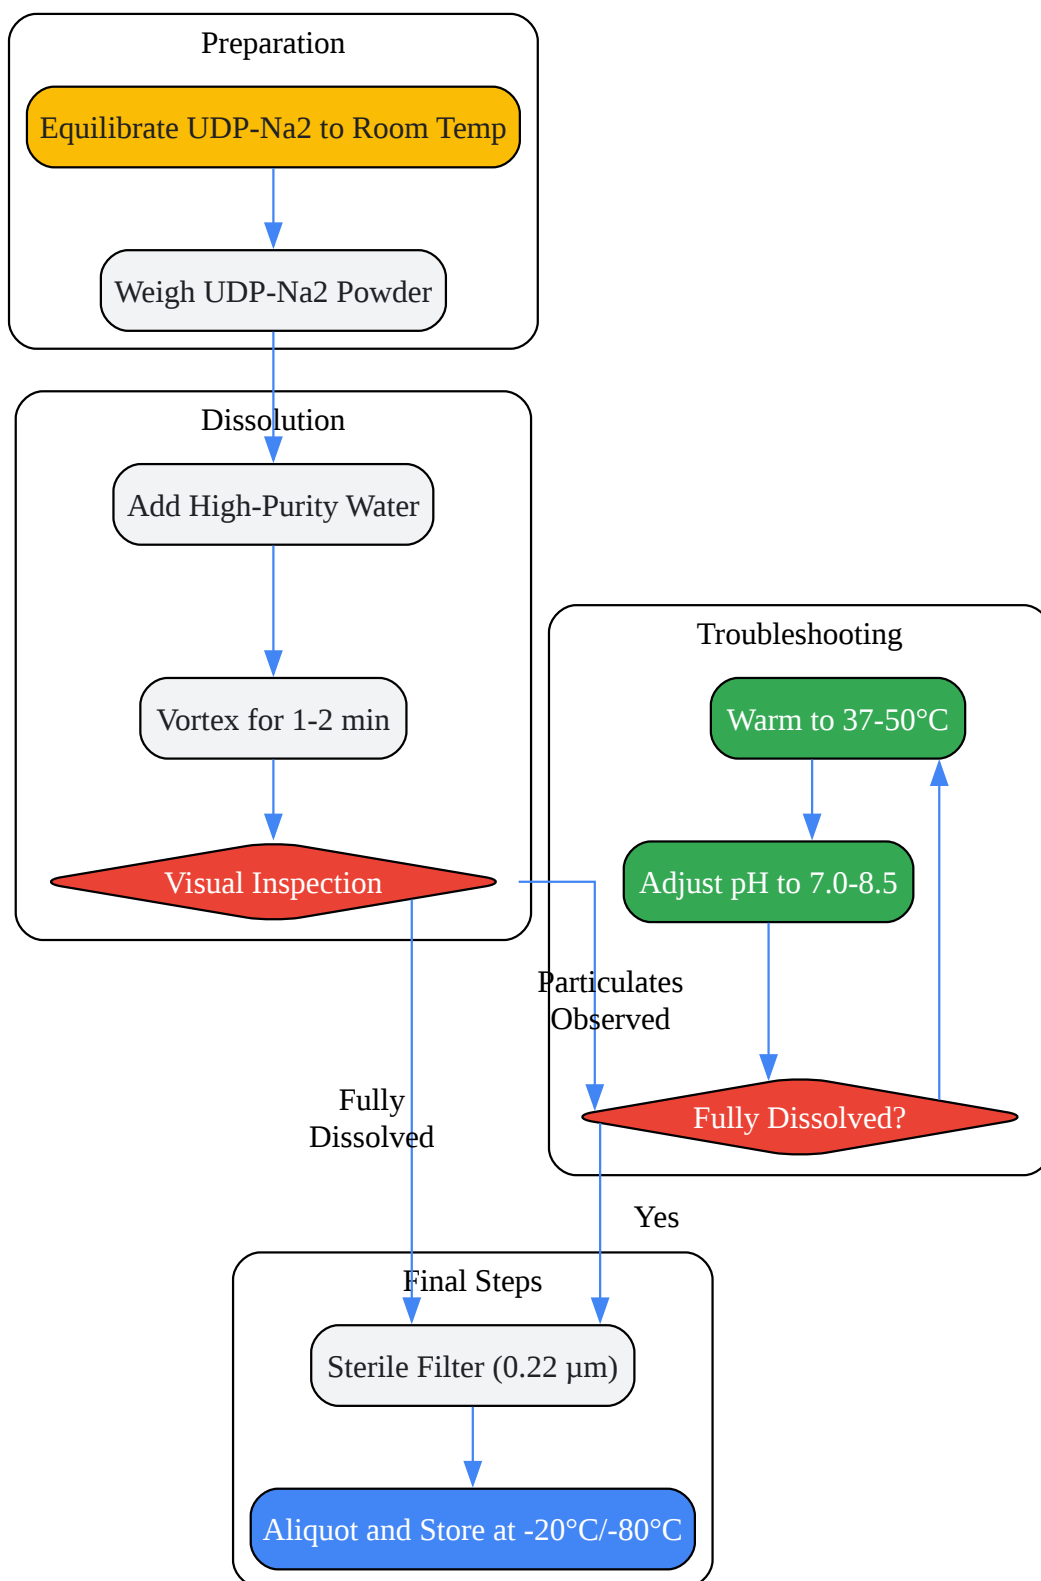 Preparation
Equilibrate UDP-Na2 to Room Temp
Weigh UDP-Na2 Powder
Dissolution
Add High-Purity Water
Vortex for 1-2 min
Visual Inspection
Troubleshooting
Warm to 37-50°C
Adjust pH to 7.0-8.5
Particulates
Observed
Fully
Dissolved
Fully Dissolved?
Yes
Final Steps
Sterile Filter (0.22 µm)
Aliquot and Store at -20°C/-80°C